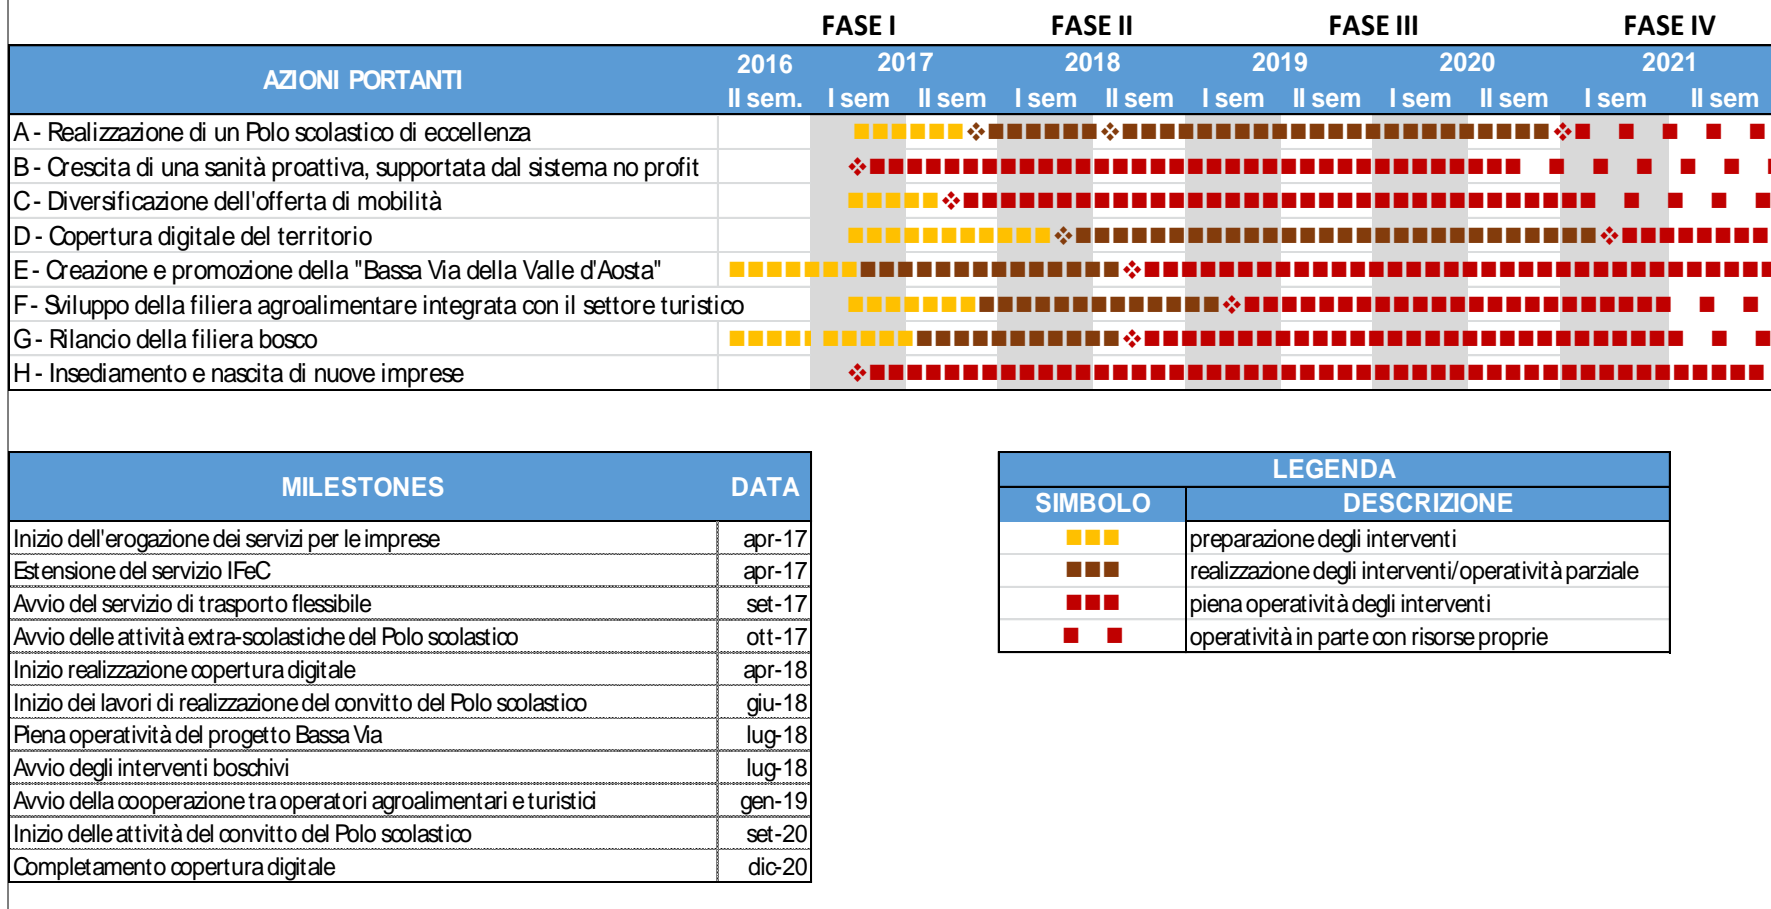 FASE I FASE II FASE III FASE IV
AZIONI PORTANTI 2016 2017 2018 2019 2020 2021
II sem. I sem II sem I sem II sem I sem II sem I sem II sem I sem II sem
A - Realizzazione di un Polo scolastico di eccellenza
B - Crescita di una sanità proattiva, supportata dal sistema no profit
C - Diversificazione dell'offerta di mobilità
D - Copertura digitale del territorio
E - Creazione e promozione della "Bassa Via della Valle d'Aosta"
F - Sviluppo della filiera agroalimentare integrata con il settore turistico
G - Rilancio della filiera bosco
H - Insediamento e nascita di nuove imprese
MILESTONES DATA
Inizio dell'erogazione dei servizi per le imprese apr-17
Estensione del servizio IFeC apr-17
Avvio del servizio di trasporto flessibile set-17
Avvio delle attività extra-scolastiche del Polo scolastico ott-17
Inizio realizzazione copertura digitale apr-18
Inizio dei lavori di realizzazione del convitto del Polo scolastico giu-18
Piena operatività del progetto Bassa Via lug-18
Avvio degli interventi boschivi lug-18
Avvio della cooperazione tra operatori agroalimentari e turistici gen-19
Inizio delle attività del convitto del Polo scolastico set-20
Completamento copertura digitale dic-20
LEGENDA
SIMBOLO DESCRIZIONE
preparazione degli interventi
realizzazione degli interventi/operatività parziale
piena operatività degli interventi
operatività in parte con risorse proprie